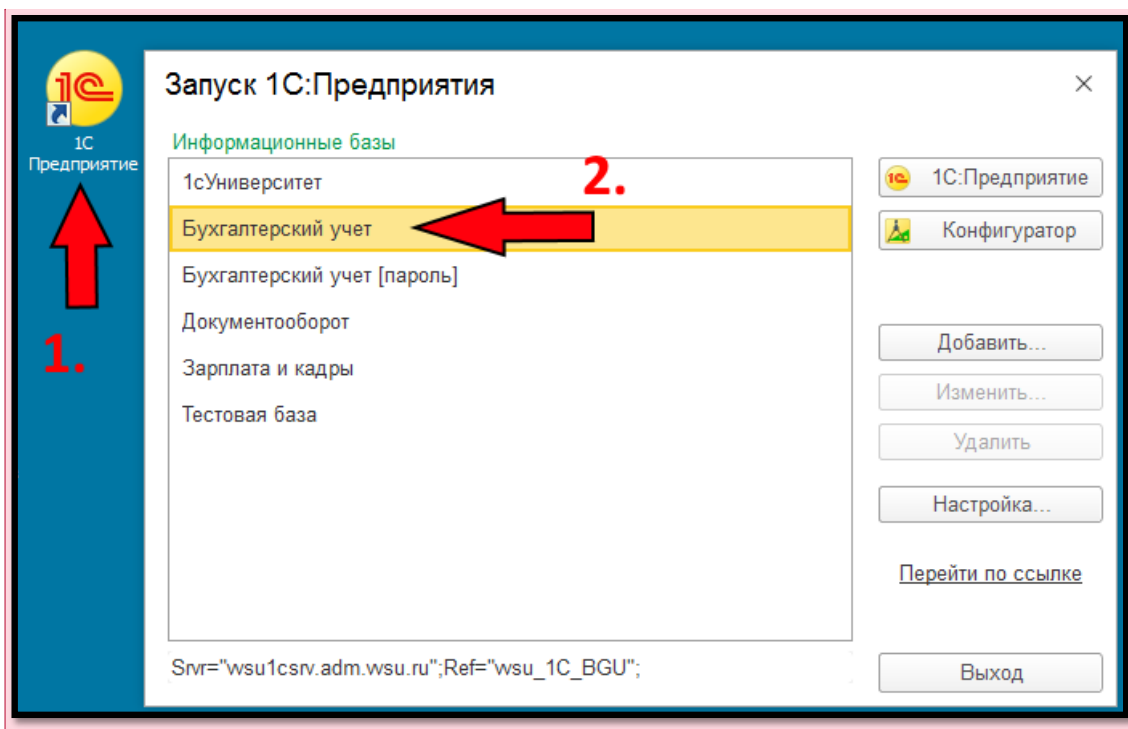 1С
Предприятие
1.
Запуск 1С:Предприятия
Информационные базы
2.
1сУниверситет
Бухгалтерский учет
Бухгалтерский учет [пароль]
Документооборот
Зарплата и кадры
Тестовая база
Srvr="wsu1csrv.adm.wsu.ru";Ref="wsu_1C_BGU";
1С:Предприятие
Конфигуратор
Добавить...
Изменить...
Удалить
Настройка...
Перейти по ссылке
Выход